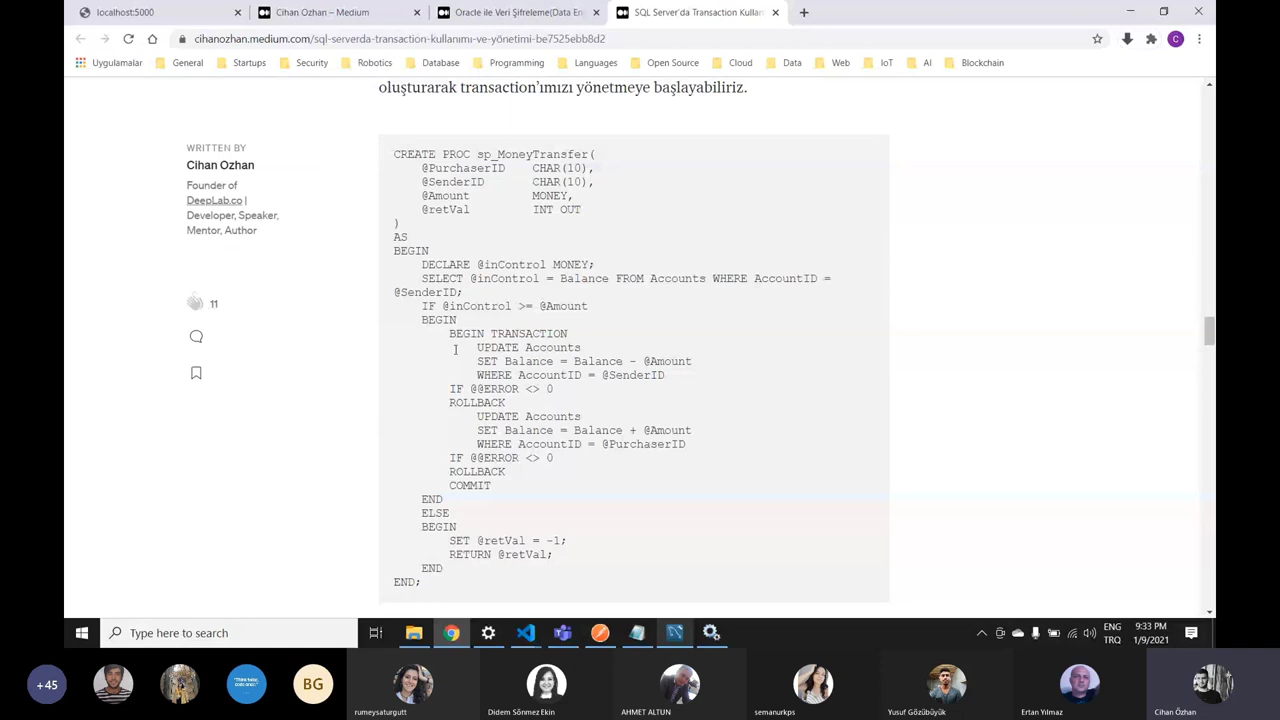 localhost:5000
Cihan Ozhan – Medium
Oracle ile Veri Şifreleme(Data En
SQL Server'da Transaction Kullan
cihanozhan.medium.com/sql-serverda-transaction-kullanımı-ve-yönetimi-be7525ebb8d2
C
Uygulamalar
General
Startups
Security
Robotics
Database
Programming
Languages
Open Source
Cloud
Data
Web
IoT
AI
Blockchain
oluşturarak transaction'ımızı yönetmeye başlayabiliriz.
WRITTEN BY
Cihan Ozhan
Founder of
DeepLab.co |
Developer, Speaker,
Mentor, Author
11
CREATE PROC sp_MoneyTransfer(
@PurchaserID CHAR(10),
@SenderID CHAR(10),
@Amount MONEY,
@retVal INT OUT
)
AS
BEGIN
DECLARE @inControl MONEY;
SELECT @inControl = Balance FROM Accounts WHERE AccountID =
@SenderID;
IF @inControl >= @Amount
BEGIN
BEGIN TRANSACTION
UPDATE Accounts
SET Balance = Balance - @Amount
WHERE AccountID = @SenderID
IF @@ERROR <> 0
ROLLBACK
UPDATE Accounts
SET Balance = Balance + @Amount
WHERE AccountID = @PurchaserID
IF @@ERROR <> 0
ROLLBACK
COMMIT
END
ELSE
BEGIN
SET @retVal = -1;
RETURN @retVal;
END
END;
Type here to search
ENG
TRQ
9:33 PM
1/9/2021
+45
BG
rumeysaturgutt
Didem Sönmez Ekin
AHMET ALTUN
semanurkps
Yusuf Gözübüyük
Ertan Yılmaz
Cihan Özhan